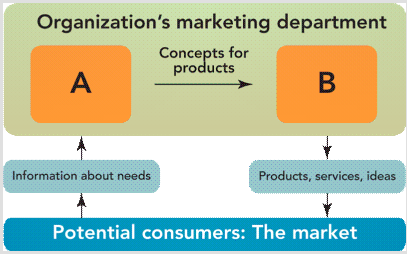 Organization's marketing department
Concepts for
products
A
B
Information about needs
Products, services, ideas
Potential consumers: The market